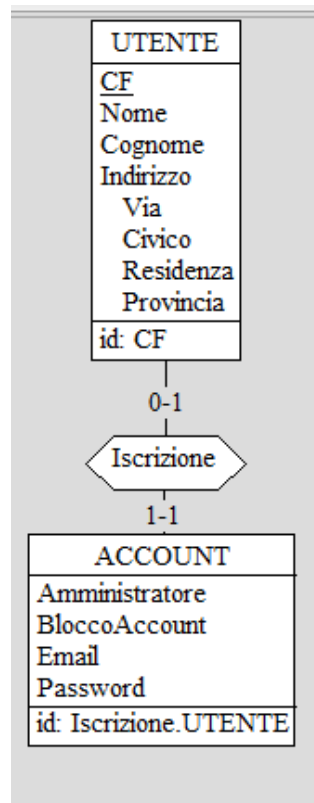 UTENTE
CF
Nome
Cognome
Indirizzo
Via
Civico
Residenza
Provincia
id: CF
0-1
Iscrizione
1-1
ACCOUNT
Amministratore
BloccoAccount
Email
Password
id: Iscrizione.UTENTE